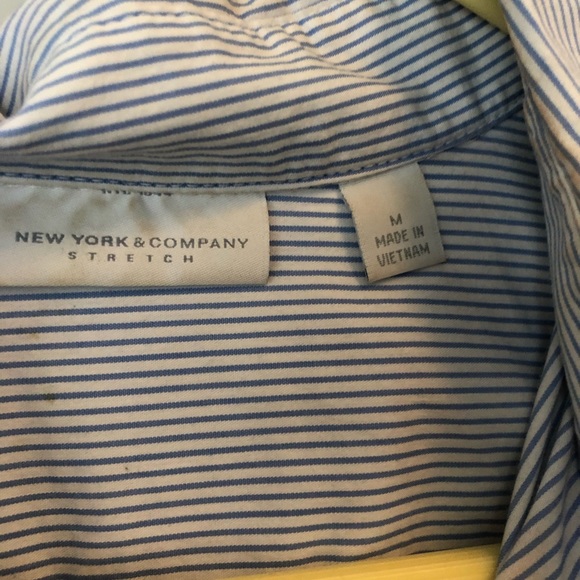 NEW YORK & COMPANY
STRETCH
M
MADE IN
VIETNAM